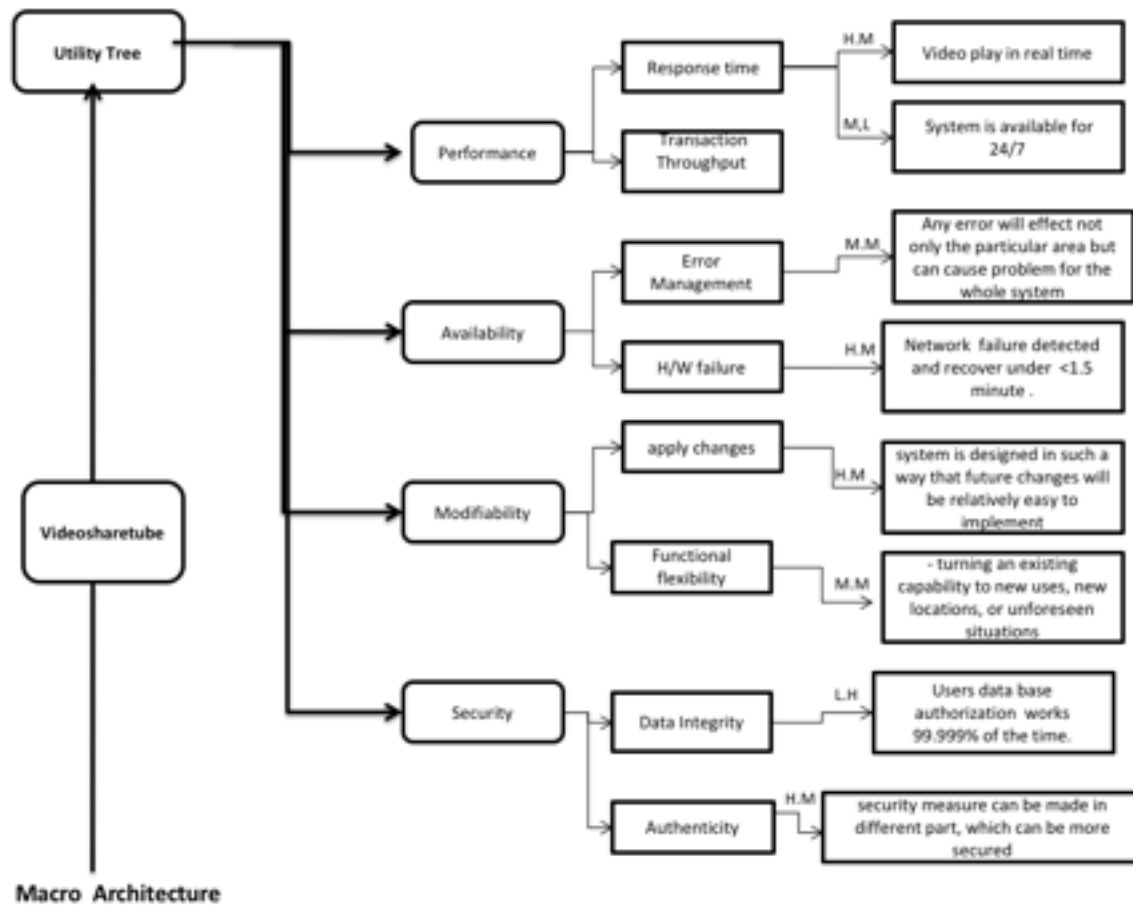 Utility Tree
Videosharetube
Macro Architecture
Performance
Response time
H.M
Video play in real time
M,L
System is available for
24/7
Transaction
Throughput
Availability
Error
Management
M.M
Any error will effect not
only the particular area but
can cause problem for the
whole system
H/W failure
H.M
Network failure detected
and recover under <1.5
minute .
Modifiability
apply changes
H.M
system is designed in such a
way that future changes will
be relatively easy to
implement
Functional
flexibility
M.M
- turning an existing
capability to new uses, new
locations, or unforeseen
situations
Security
Data Integrity
L.H
Users data base
authorization works
99.999% of the time.
Authenticity
H.M
security measure can be made in
different part, which can be more
secured